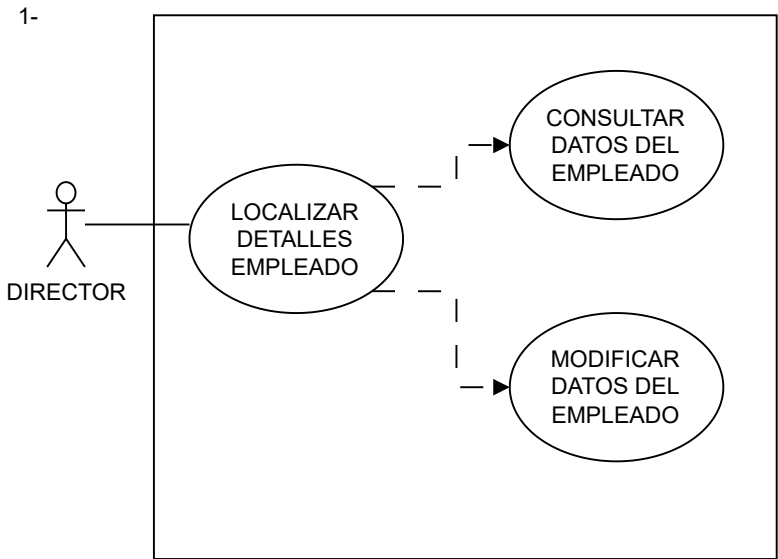 1-
CONSULTAR
DATOS DEL
EMPLEADO
LOCALIZAR
DETALLES
EMPLEADO
DIRECTOR
MODIFICAR
DATOS DEL
EMPLEADO